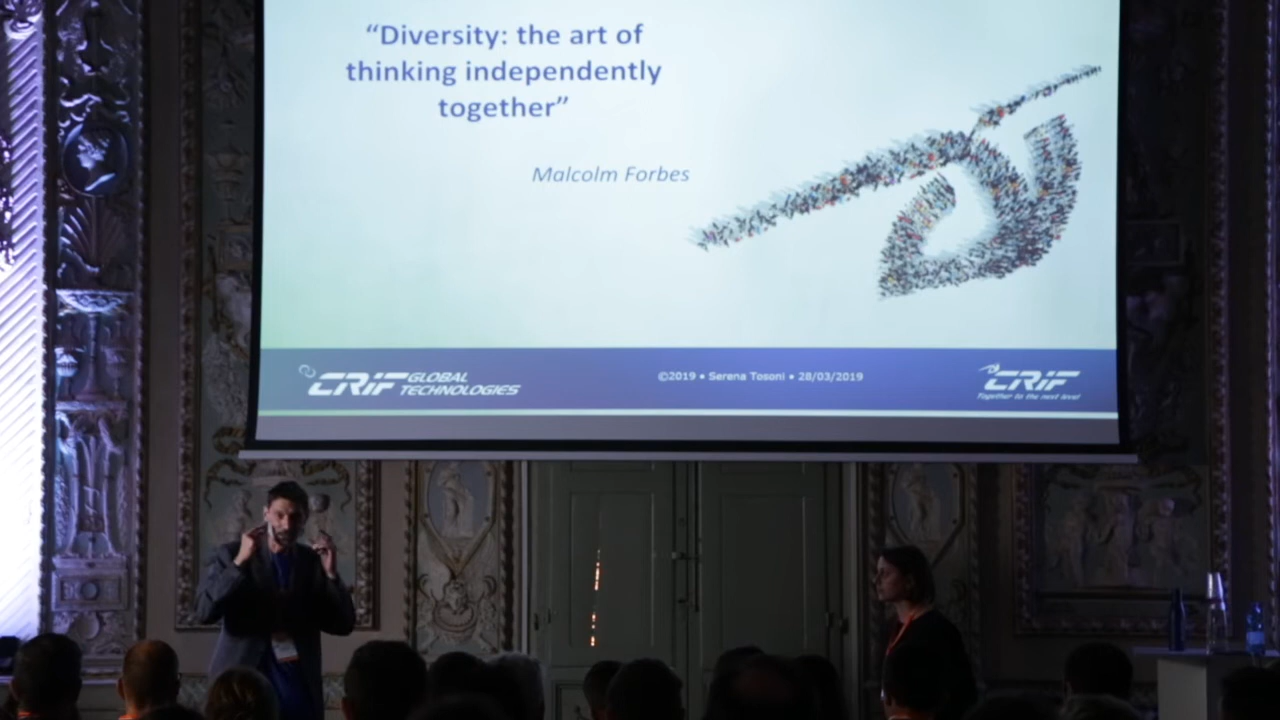 “Diversity: the art of
thinking independently
together”
Malcolm Forbes
CRIF GLOBAL
TECHNOLOGIES
©2019 • Serena Tosoni • 28/03/2019
CRIF
Together to the next level